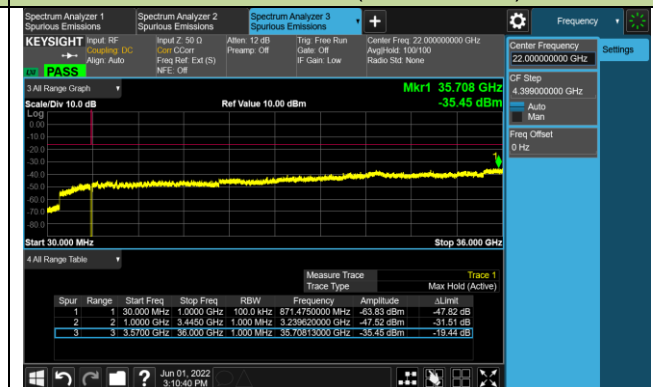 Spectrum Analyzer 1
Spurious Emissions
Spectrum Analyzer 2
Spurious Emissions
Spectrum Analyzer 3
Spurious Emissions
Frequency
KEYSIGHT
Input: RF
Coupling: DC
Align: Auto
Input Z: 50 Ω
Corr CCorr
Freq Ref: Ext (S)
NFE: Off
Atten: 12 dB
Preamp: Off
Trig: Free Run
Gate: Off
IF Gain: Low
Center Freq: 22.000000000 GHz
Avg|Hold: 100/100
Radio Std: None
PASS
Center Frequency
22.000000000 GHz
Settings
CF Step
4.399000000 GHz
Auto
Man
Freq Offset
0 Hz
3 All Range Graph
Mkr1 35.708 GHz
Scale/Div 10.0 dB
Ref Value 10.00 dBm
-35.45 dBm
Log
0.00
-10.0
-20.0
-30.0
-40.0
-50.0
-60.0
-70.0
-80.0
1
Start 30.000 MHz
Stop 36.000 GHz
4 All Range Table
Measure Trace
Trace 1
Trace Type
Max Hold (Active)
Spur Range Start Freq Stop Freq RBW Frequency Amplitude ΔLimit
1 1 30.000 MHz 1.0000 GHz 100.0 kHz 871.4750000 MHz -63.83 dBm -47.82 dB
2 2 1.0000 GHz 3.4450 GHz 1.000 MHz 3.239620000 GHz -47.52 dBm -31.51 dB
3 3 3.5700 GHz 36.000 GHz 1.000 MHz 35.70813000 GHz -35.45 dBm -19.44 dB
Jun 01, 2022
3:10:40 PM